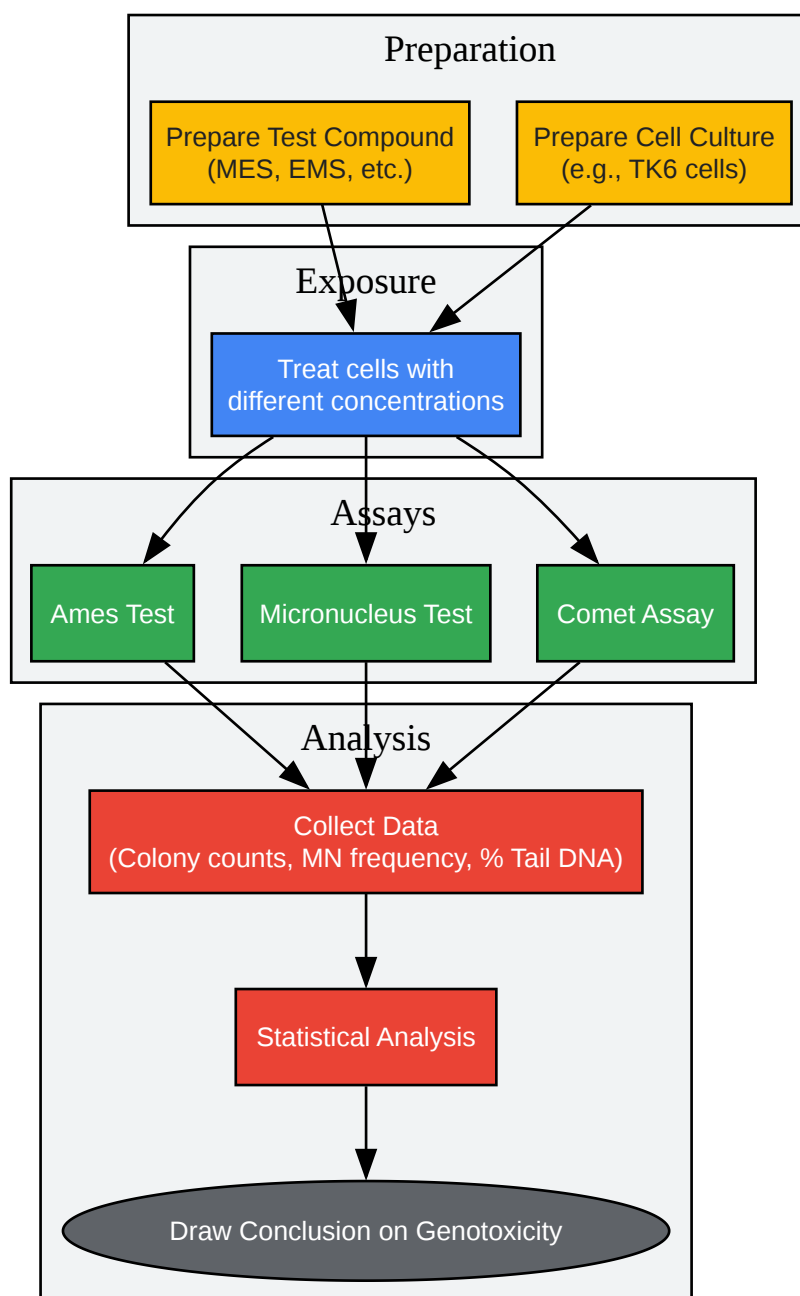 Preparation
Prepare Test Compound
(MES, EMS, etc.)
Prepare Cell Culture
(e.g., TK6 cells)
Exposure
Treat cells with
different concentrations
Assays
Ames Test
Micronucleus Test
Comet Assay
Analysis
Collect Data
(Colony counts, MN frequency, % Tail DNA)
Statistical Analysis
Draw Conclusion on Genotoxicity